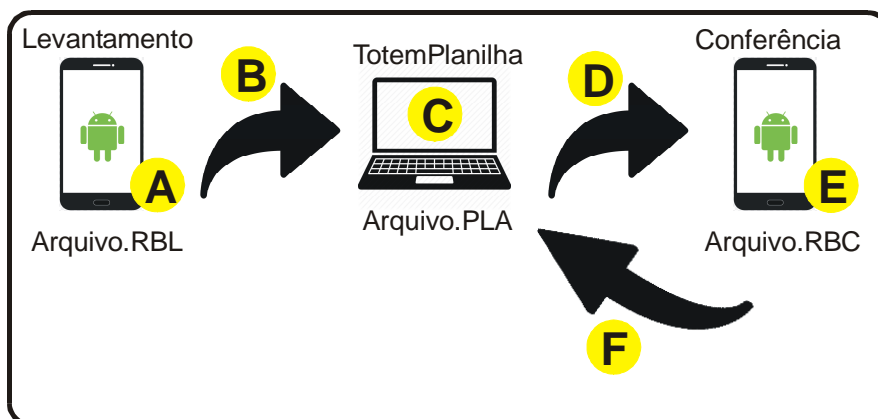 Levantamento
B
TotemPlanilha
D
Conferência
C
A
E
Arquivo.RBL
Arquivo.PLA
Arquivo.RBC
F